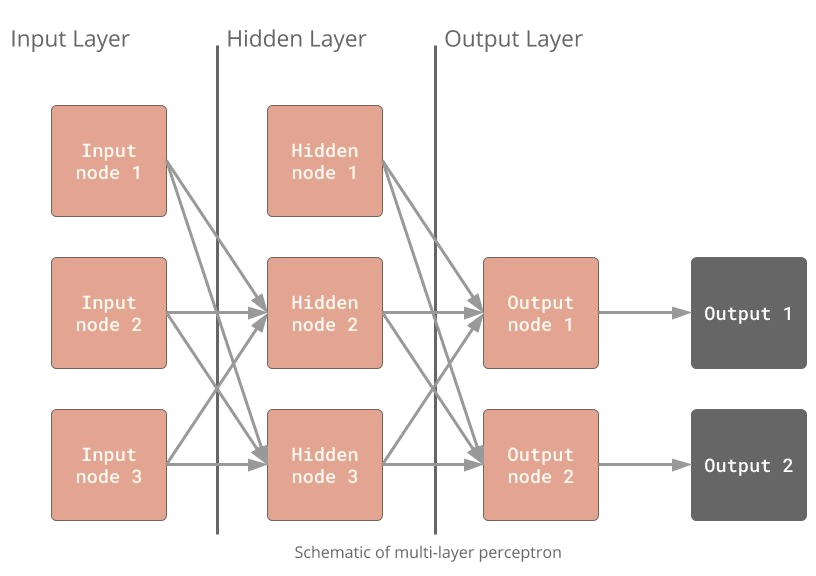 Input Layer
Hidden Layer
Output Layer
Input
node 1
Hidden
node 1
Input
node 2
Hidden
node 2
Output
node 1
Output 1
Input
node 3
Hidden
node 3
Output
node 2
Output 2
Schematic of multi-layer perceptron